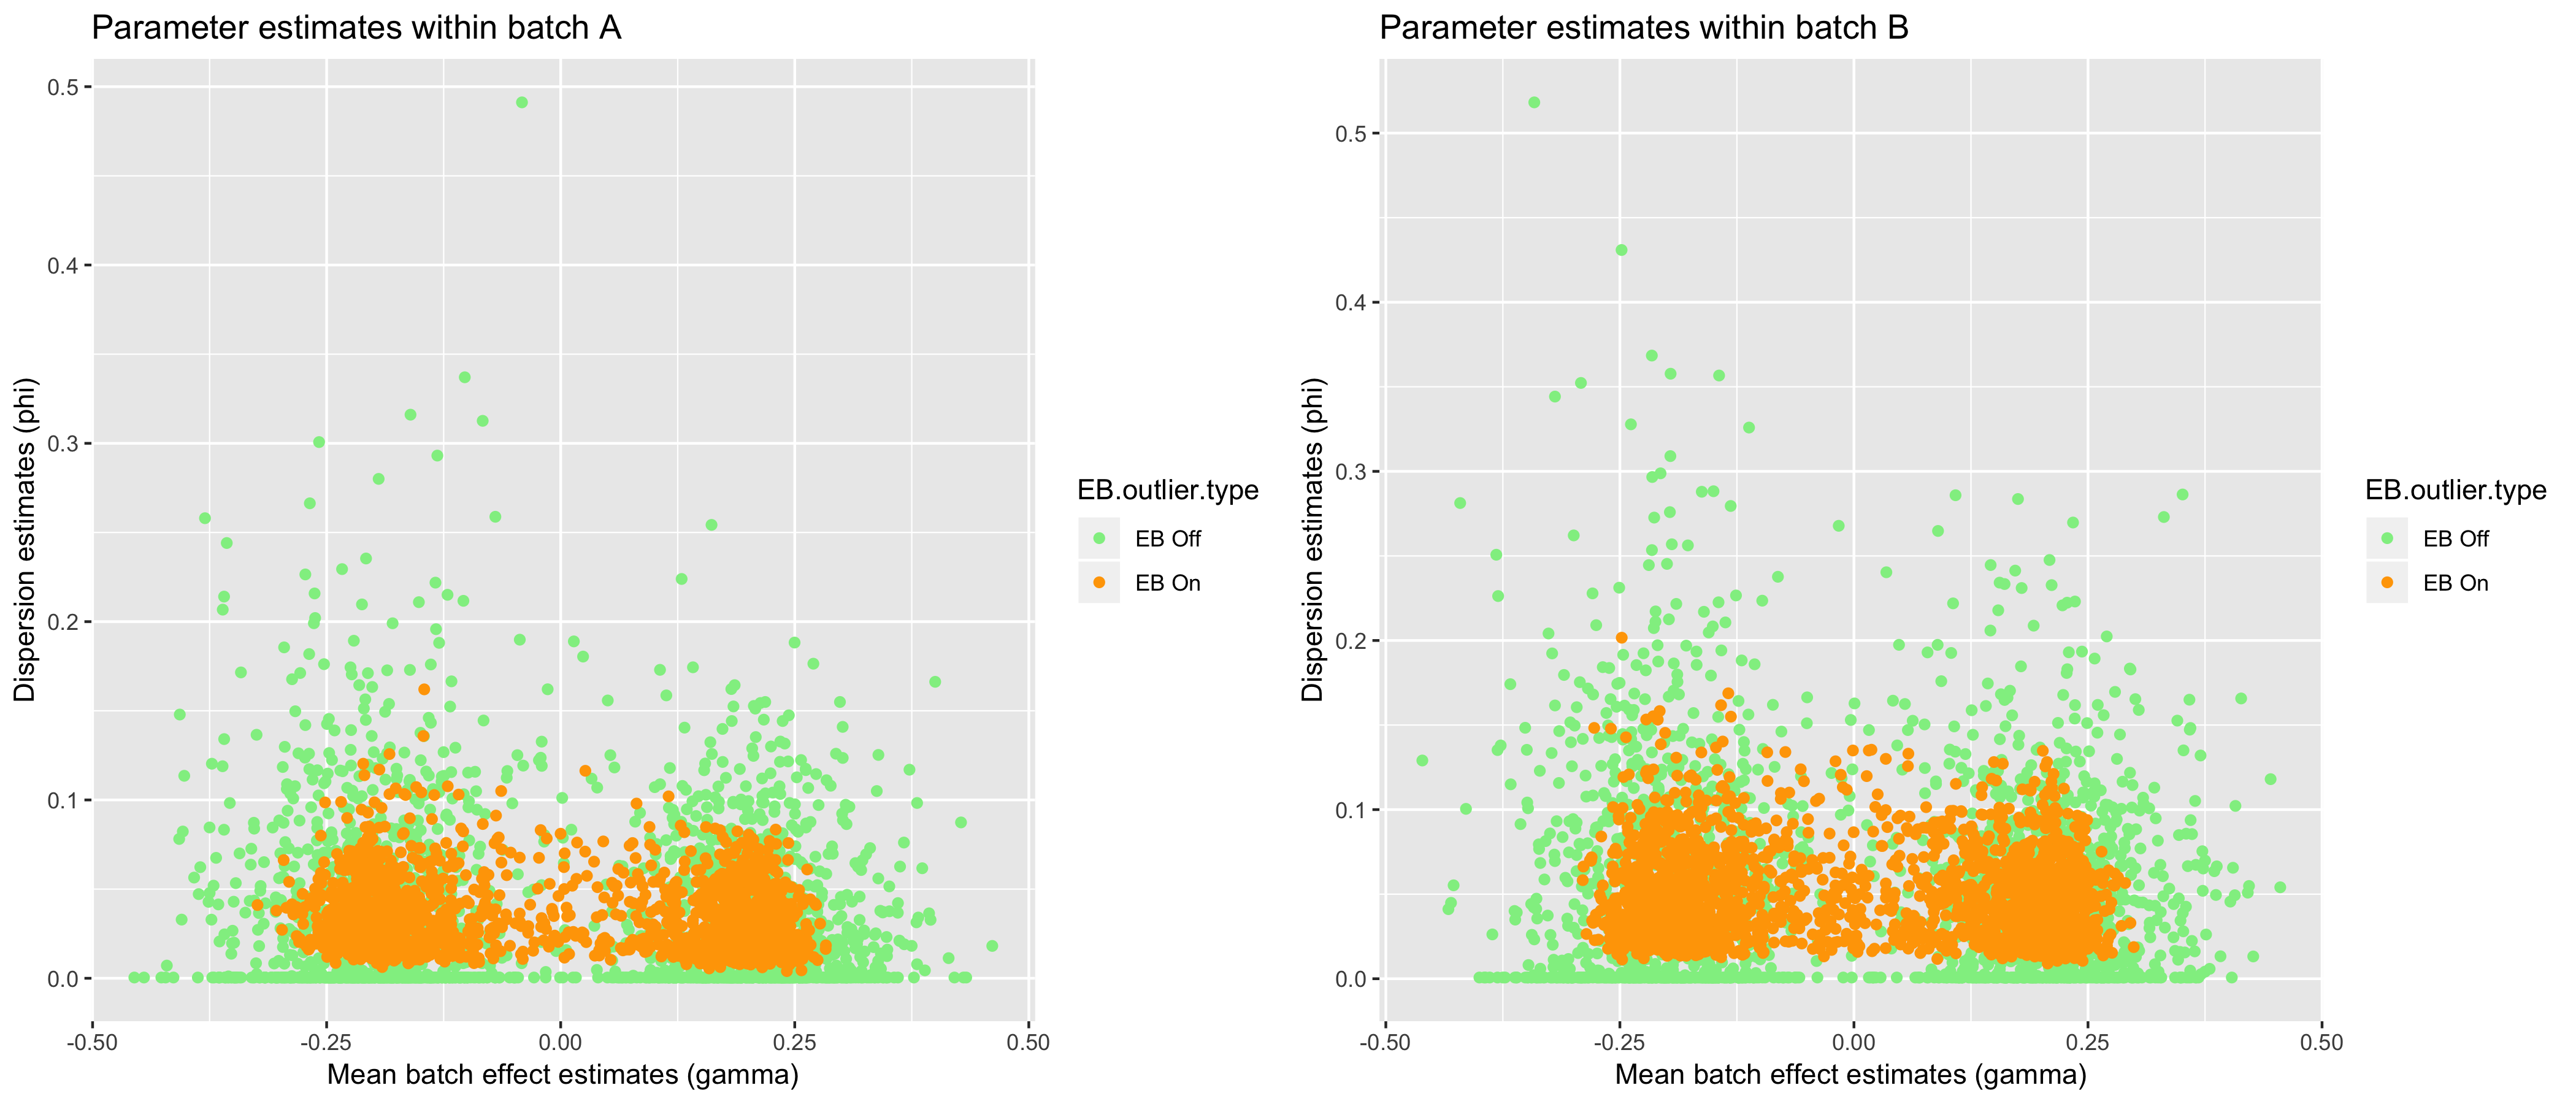 Parameter estimates within batch A
Dispersion estimates (phi)
0.5
0.4
0.3
0.2
0.1
0.0
-0.50
-0.25
0.00
0.25
0.50
Mean batch effect estimates (gamma)
EB.outlier.type
EB Off
EB On
Parameter estimates within batch B
Dispersion estimates (phi)
0.5
0.4
0.3
0.2
0.1
0.0
-0.50
-0.25
0.00
0.25
0.50
Mean batch effect estimates (gamma)
EB.outlier.type
EB Off
EB On